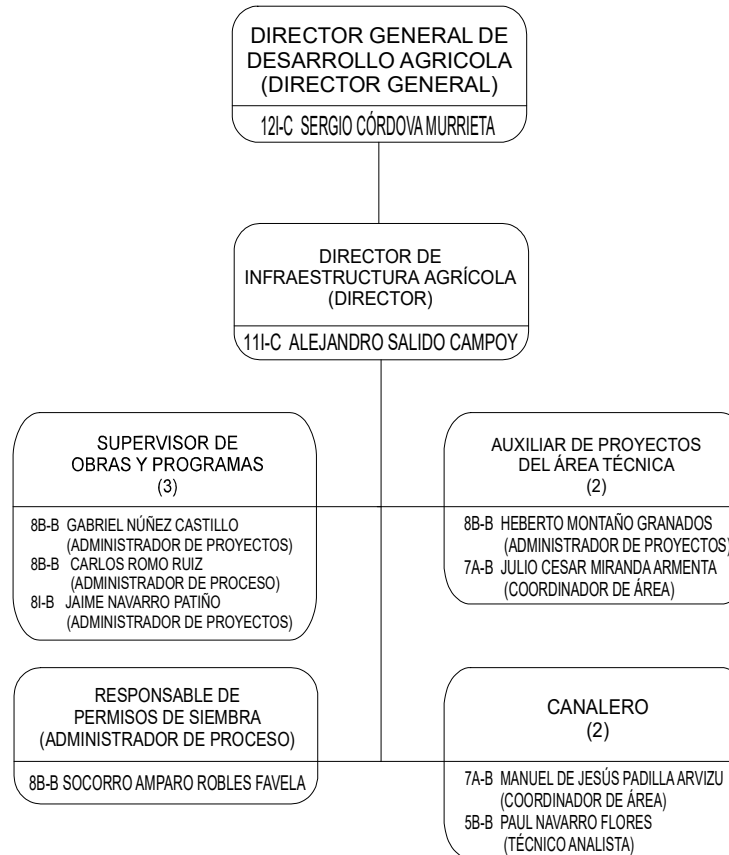 DIRECTOR GENERAL DE
DESARROLLO AGRICOLA
(DIRECTOR GENERAL)
12I-C SERGIO CÓRDOVA MURRIETA
DIRECTOR DE
INFRAESTRUCTURA AGRÍCOLA
(DIRECTOR)
11I-C ALEJANDRO SALIDO CAMPOY
SUPERVISOR DE
OBRAS Y PROGRAMAS
(3)
8B-B GABRIEL NÚÑEZ CASTILLO
(ADMINISTRADOR DE PROYECTOS)
8B-B CARLOS ROMO RUIZ
(ADMINISTRADOR DE PROCESO)
8I-B JAIME NAVARRO PATIÑO
(ADMINISTRADOR DE PROYECTOS)
AUXILIAR DE PROYECTOS
DEL ÁREA TÉCNICA
(2)
8B-B HEBERTO MONTAÑO GRANADOS
(ADMINISTRADOR DE PROYECTOS)
7A-B JULIO CESAR MIRANDA ARMENTA
(COORDINADOR DE ÁREA)
RESPONSABLE DE
PERMISOS DE SIEMBRA
(ADMINISTRADOR DE PROCESO)
8B-B SOCORRO AMPARO ROBLES FAVELA
CANALERO
(2)
7A-B MANUEL DE JESÚS PADILLA ARVIZU
(COORDINADOR DE ÁREA)
5B-B PAUL NAVARRO FLORES
(TÉCNICO ANALISTA)